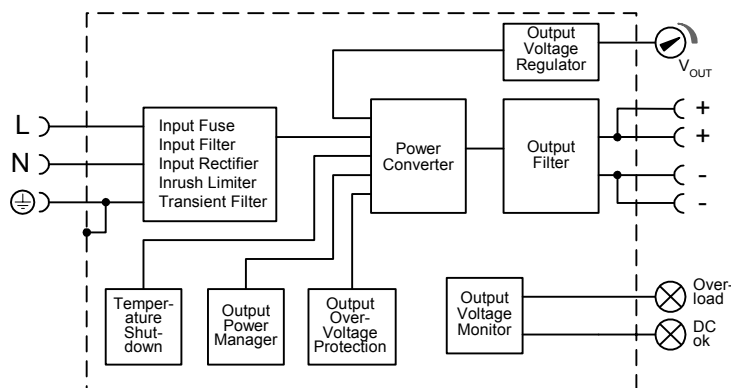 Output
Voltage
Regulator
VOUT
L
N
Input Fuse
Input Filter
Input Rectifier
Inrush Limiter
Transient Filter
Power
Converter
Output
Filter
+
+
-
-
Temper-
ature
Shut-
down
Output
Power
Manager
Output
Over-
Voltage
Protection
Output
Voltage
Monitor
Over-
load
DC
ok